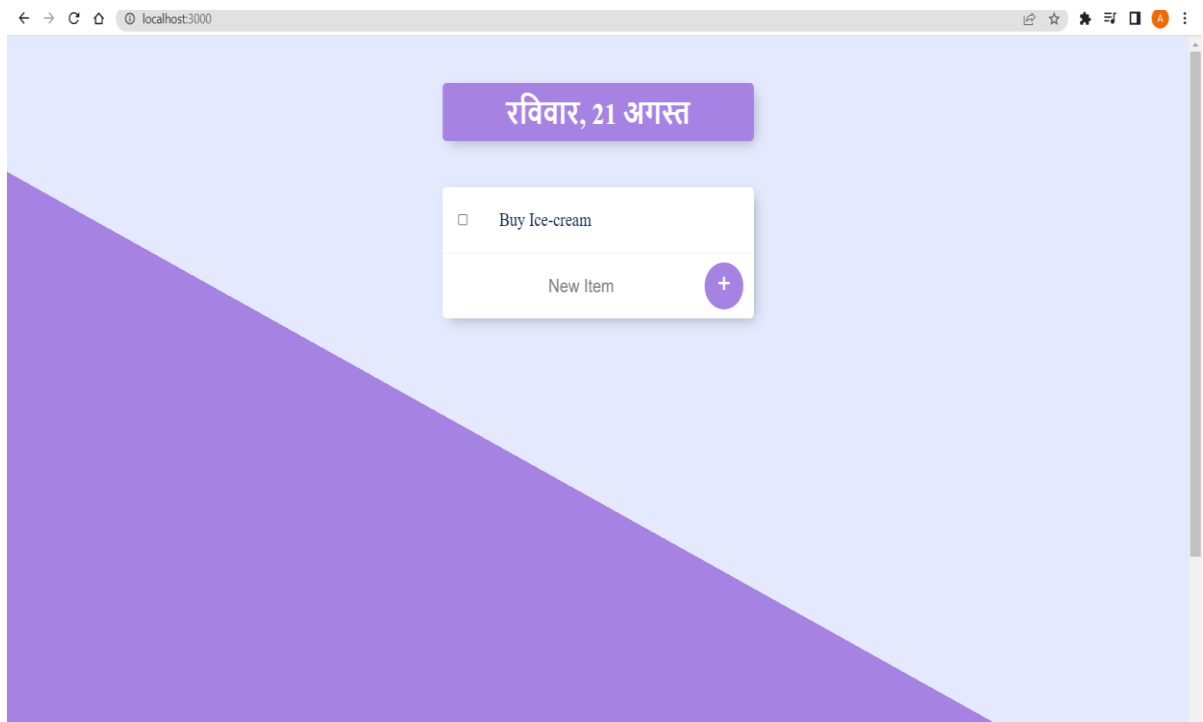 localhost:3000
A
रविवार, 21 अगस्त
Buy Ice-cream
New Item
+